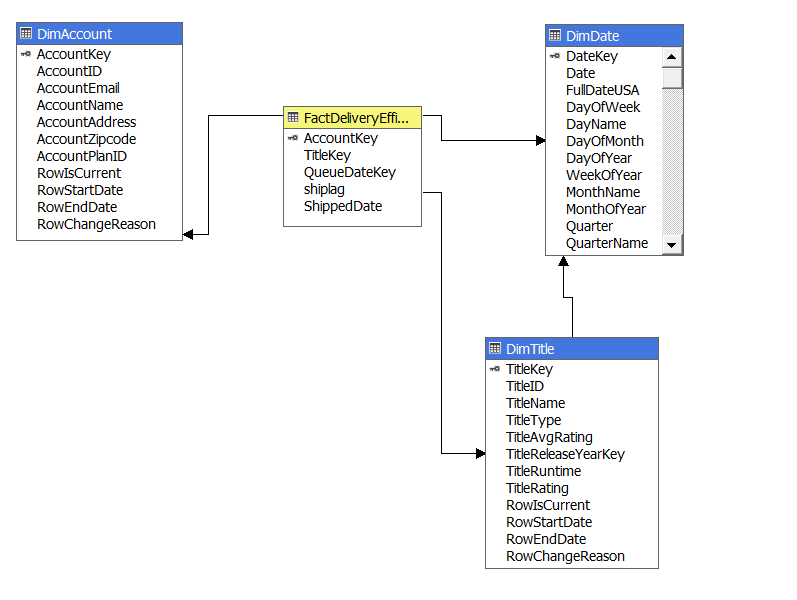 DimAccount
AccountKey
AccountID
AccountEmail
AccountName
AccountAddress
AccountZipcode
AccountPlanID
RowIsCurrent
RowStartDate
RowEndDate
RowChangeReason
FactDeliveryEffi...
AccountKey
TitleKey
QueueDateKey
shiplag
ShippedDate
DimDate
DateKey
Date
FullDateUSA
DayOfWeek
DayName
DayOfMonth
DayOfYear
WeekOfYear
MonthName
MonthOfYear
Quarter
QuarterName
DimTitle
TitleKey
TitleID
TitleName
TitleType
TitleAvgRating
TitleReleaseYearKey
TitleRuntime
TitleRating
RowIsCurrent
RowStartDate
RowEndDate
RowChangeReason